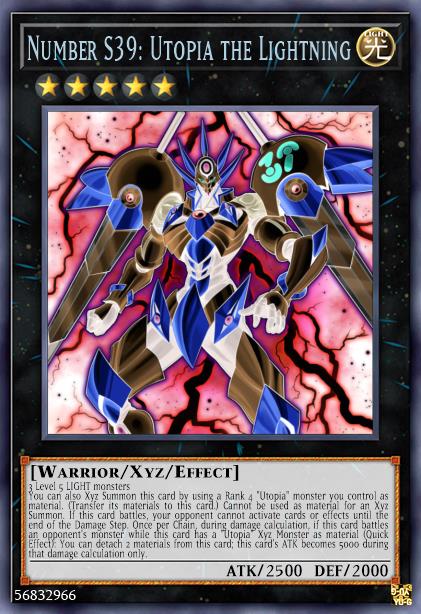 NUMBER S39: UTOPIA THE LIGHTNING
LIGHT
光
39
[WARRIOR/XYZ/EFFECT]
3 Level 5 LIGHT monsters
You can also Xyz Summon this card by using a Rank 4 "Utopia" monster you control as
material. (Transfer its materials to this card.) Cannot be used as material for an Xyz
Summon. If this card battles, your opponent cannot activate cards or effects until the
end of the Damage Step. Once per Chain, during damage calculation, if this card battles
an opponent's monster while this card has a "Utopia" Xyz Monster as material (Quick
Effect): You can detach 2 materials from this card; this card's ATK becomes 5000 during
that damage calculation only.
ATK/2500 DEF/2000
56832966